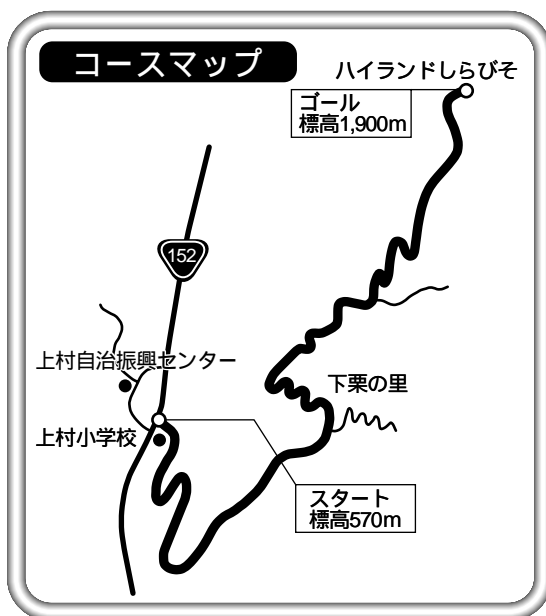 コースマップ
ハイランドしらびそ
ゴール
標高1,900m
152
上村自治振興センター
下栗の里
上村小学校
スタート
標高570m